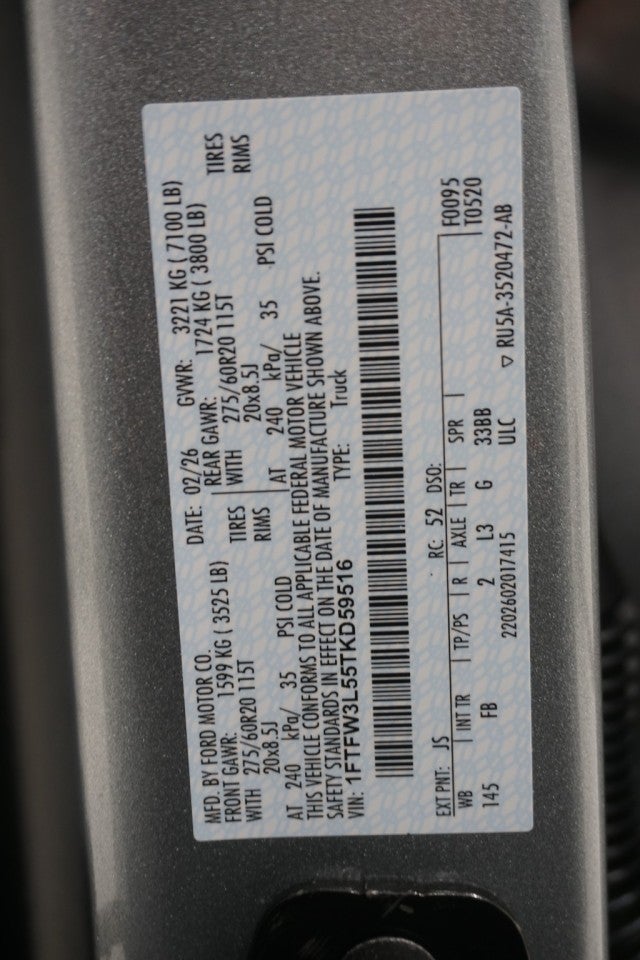 MFD. BY FORD MOTOR CO. DATE: 02/26 GVWR: 3221 KG ( 7100 LB)
FRONT GAWR: 1599 KG ( 3525 LB) REAR GAWR: 1724 KG ( 3800 LB)
WITH 275/60R20 115T TIRES WITH 275/60R20 115T TIRES
20x8.5J RIMS 20x8.5J RIMS
AT 240 kPa/ 35 PSI COLD AT 240 kPa/ 35 PSI COLD
THIS VEHICLE CONFORMS TO ALL APPLICABLE FEDERAL MOTOR VEHICLE
SAFETY STANDARDS IN EFFECT ON THE DATE OF MANUFACTURE SHOWN ABOVE.
VIN: 1FTFW3L55TKD59516 TYPE: Truck
EXT PNT: JS RC: 52 DSO: F0095
WB INT TR TP/PS R AXLE TR SPR T0520
145 FB 2 L3 G 33BB
2202602017415 ULC ▽ RU5A-3520472-AB